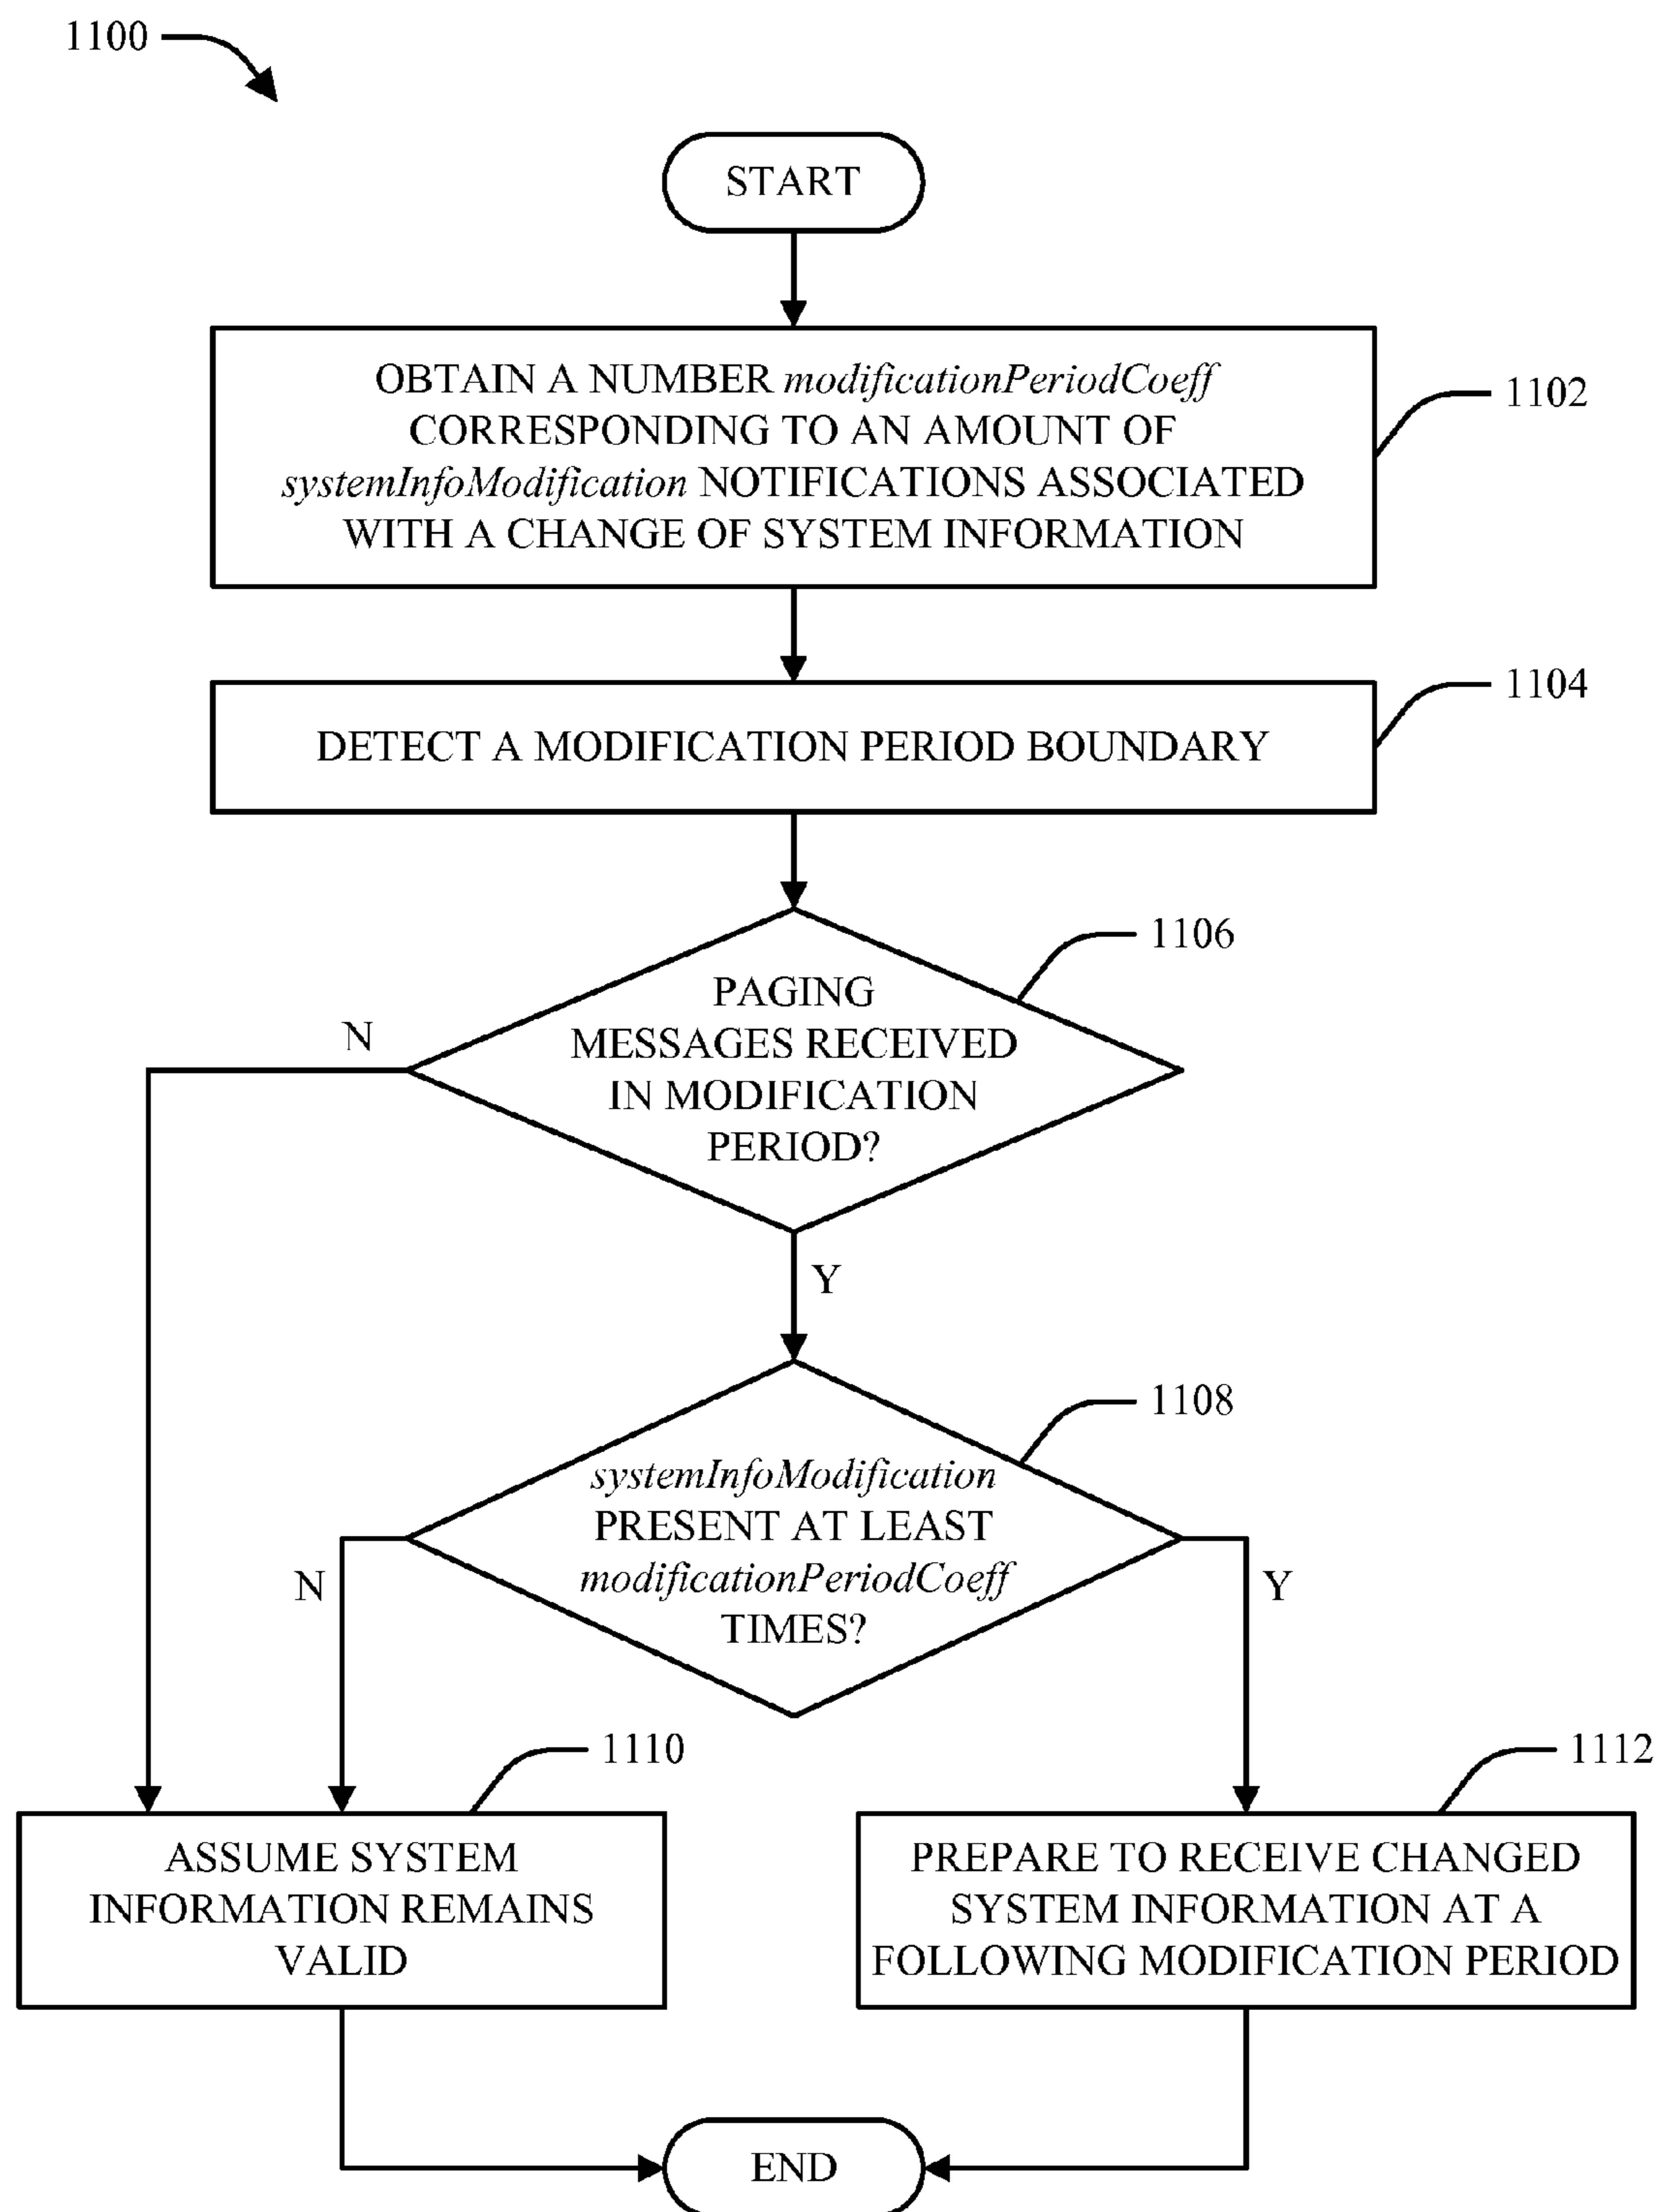 1100
START
OBTAIN A NUMBER modificationPeriodCoeff
CORRESPONDING TO AN AMOUNT OF
systemInfoModification NOTIFICATIONS ASSOCIATED
WITH A CHANGE OF SYSTEM INFORMATION
1102
DETECT A MODIFICATION PERIOD BOUNDARY
1104
PAGING
MESSAGES RECEIVED
IN MODIFICATION
PERIOD?
1106
N
Y
systemInfoModification
PRESENT AT LEAST
modificationPeriodCoeff
TIMES?
1108
N
Y
ASSUME SYSTEM
INFORMATION REMAINS
VALID
1110
PREPARE TO RECEIVE CHANGED
SYSTEM INFORMATION AT A
FOLLOWING MODIFICATION PERIOD
1112
END